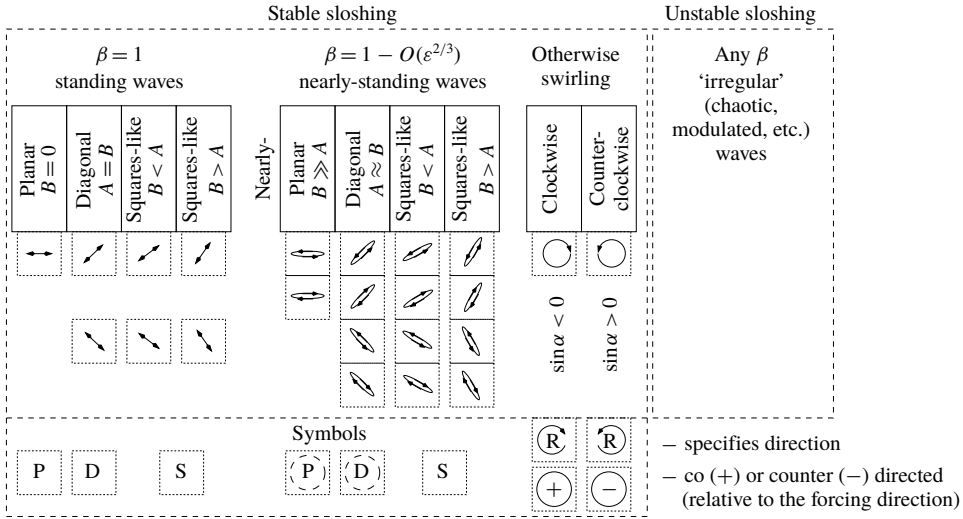 Stable sloshing
Unstable sloshing
β = 1
standing waves
β = 1 − O(ε^{2/3})
nearly-standing waves
Otherwise
swirling
Any β
‘irregular’
(chaotic,
modulated, etc.)
waves
Planar
B = 0
Diagonal
A = B
Squares-like
B < A
Squares-like
B > A
Nearly-
Planar
B ≫ A
Diagonal
A ≈ B
Squares-like
B < A
Squares-like
B > A
Clockwise
Counter-
clockwise
sin α < 0
sin α > 0
Symbols
P
D
S
P
D
S
R
R
+
−
− specifies direction
− co (+) or counter (−) directed
(relative to the forcing direction)